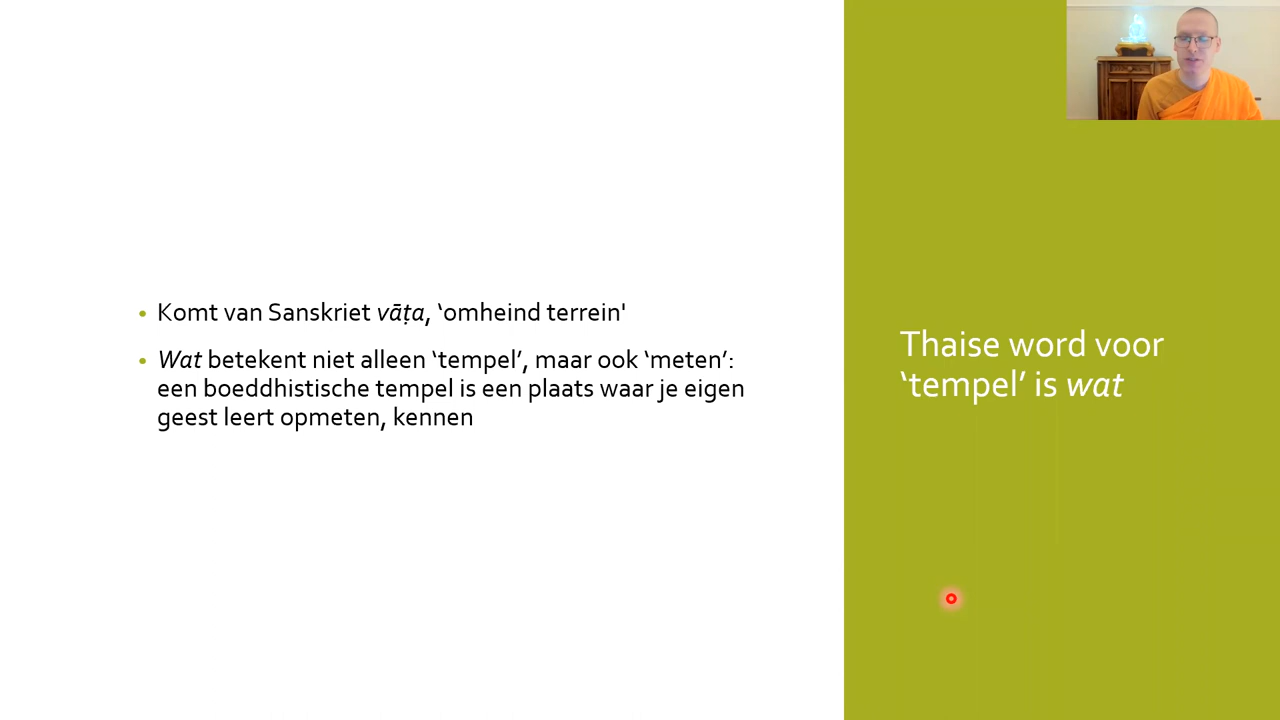 Komt van Sanskriet vāṭa, ‘omheind terrein'
Wat betekent niet alleen ‘tempel’, maar ook ‘meten’:
een boeddhistische tempel is een plaats waar je eigen
geest leert opmeten, kennen
Thaise word voor
‘tempel’ is wat